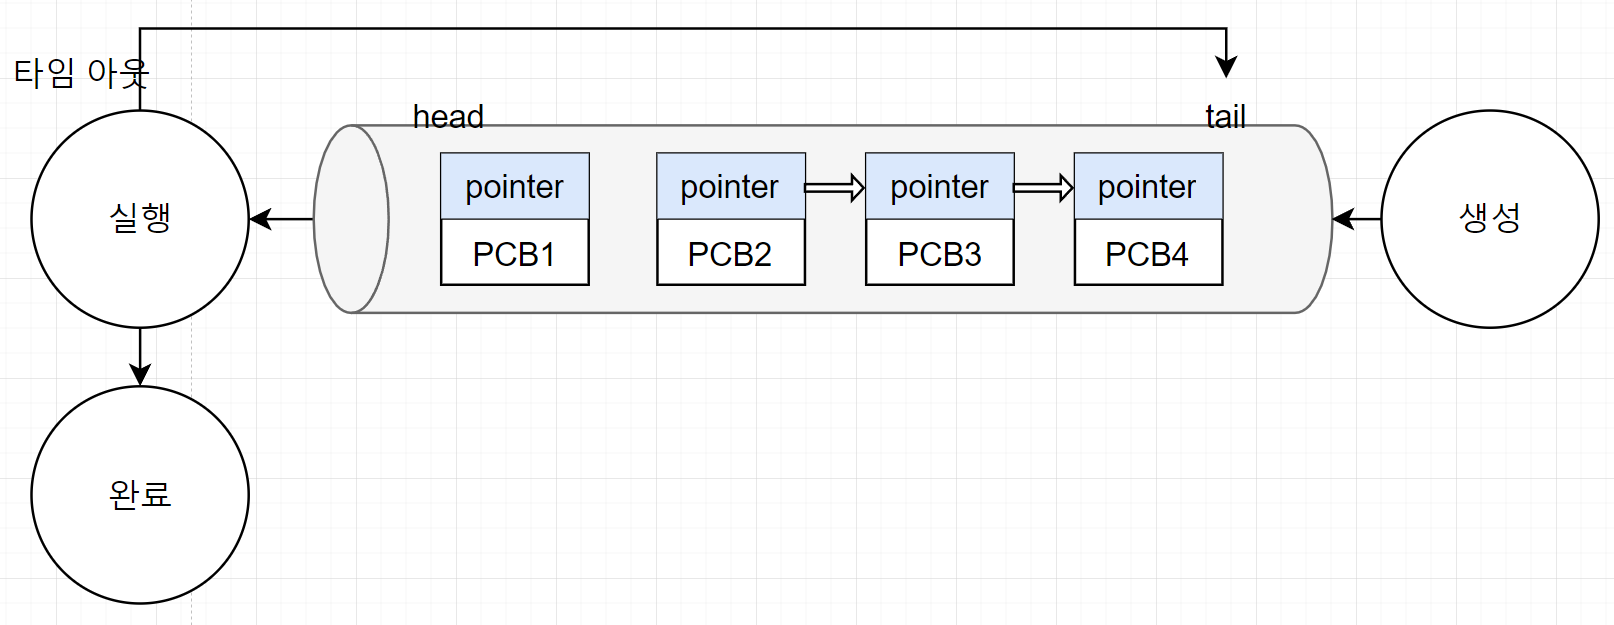 타임 아웃
head
tail
pointer
pointer
pointer
pointer
실행
생성
PCB1
PCB2
PCB3
PCB4
완료